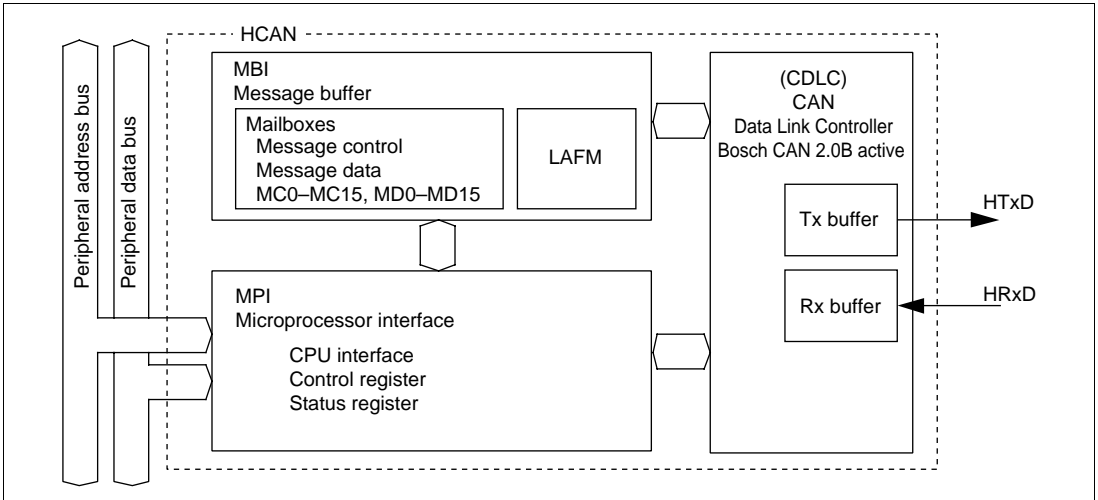 HCAN
Peripheral address bus
Peripheral data bus
MBI
Message buffer
Mailboxes
Message control
Message data
MC0–MC15, MD0–MD15
LAFM
(CDLC)
CAN
Data Link Controller
Bosch CAN 2.0B active
Tx buffer
HTxD
Rx buffer
HRxD
MPI
Microprocessor interface
CPU interface
Control register
Status register